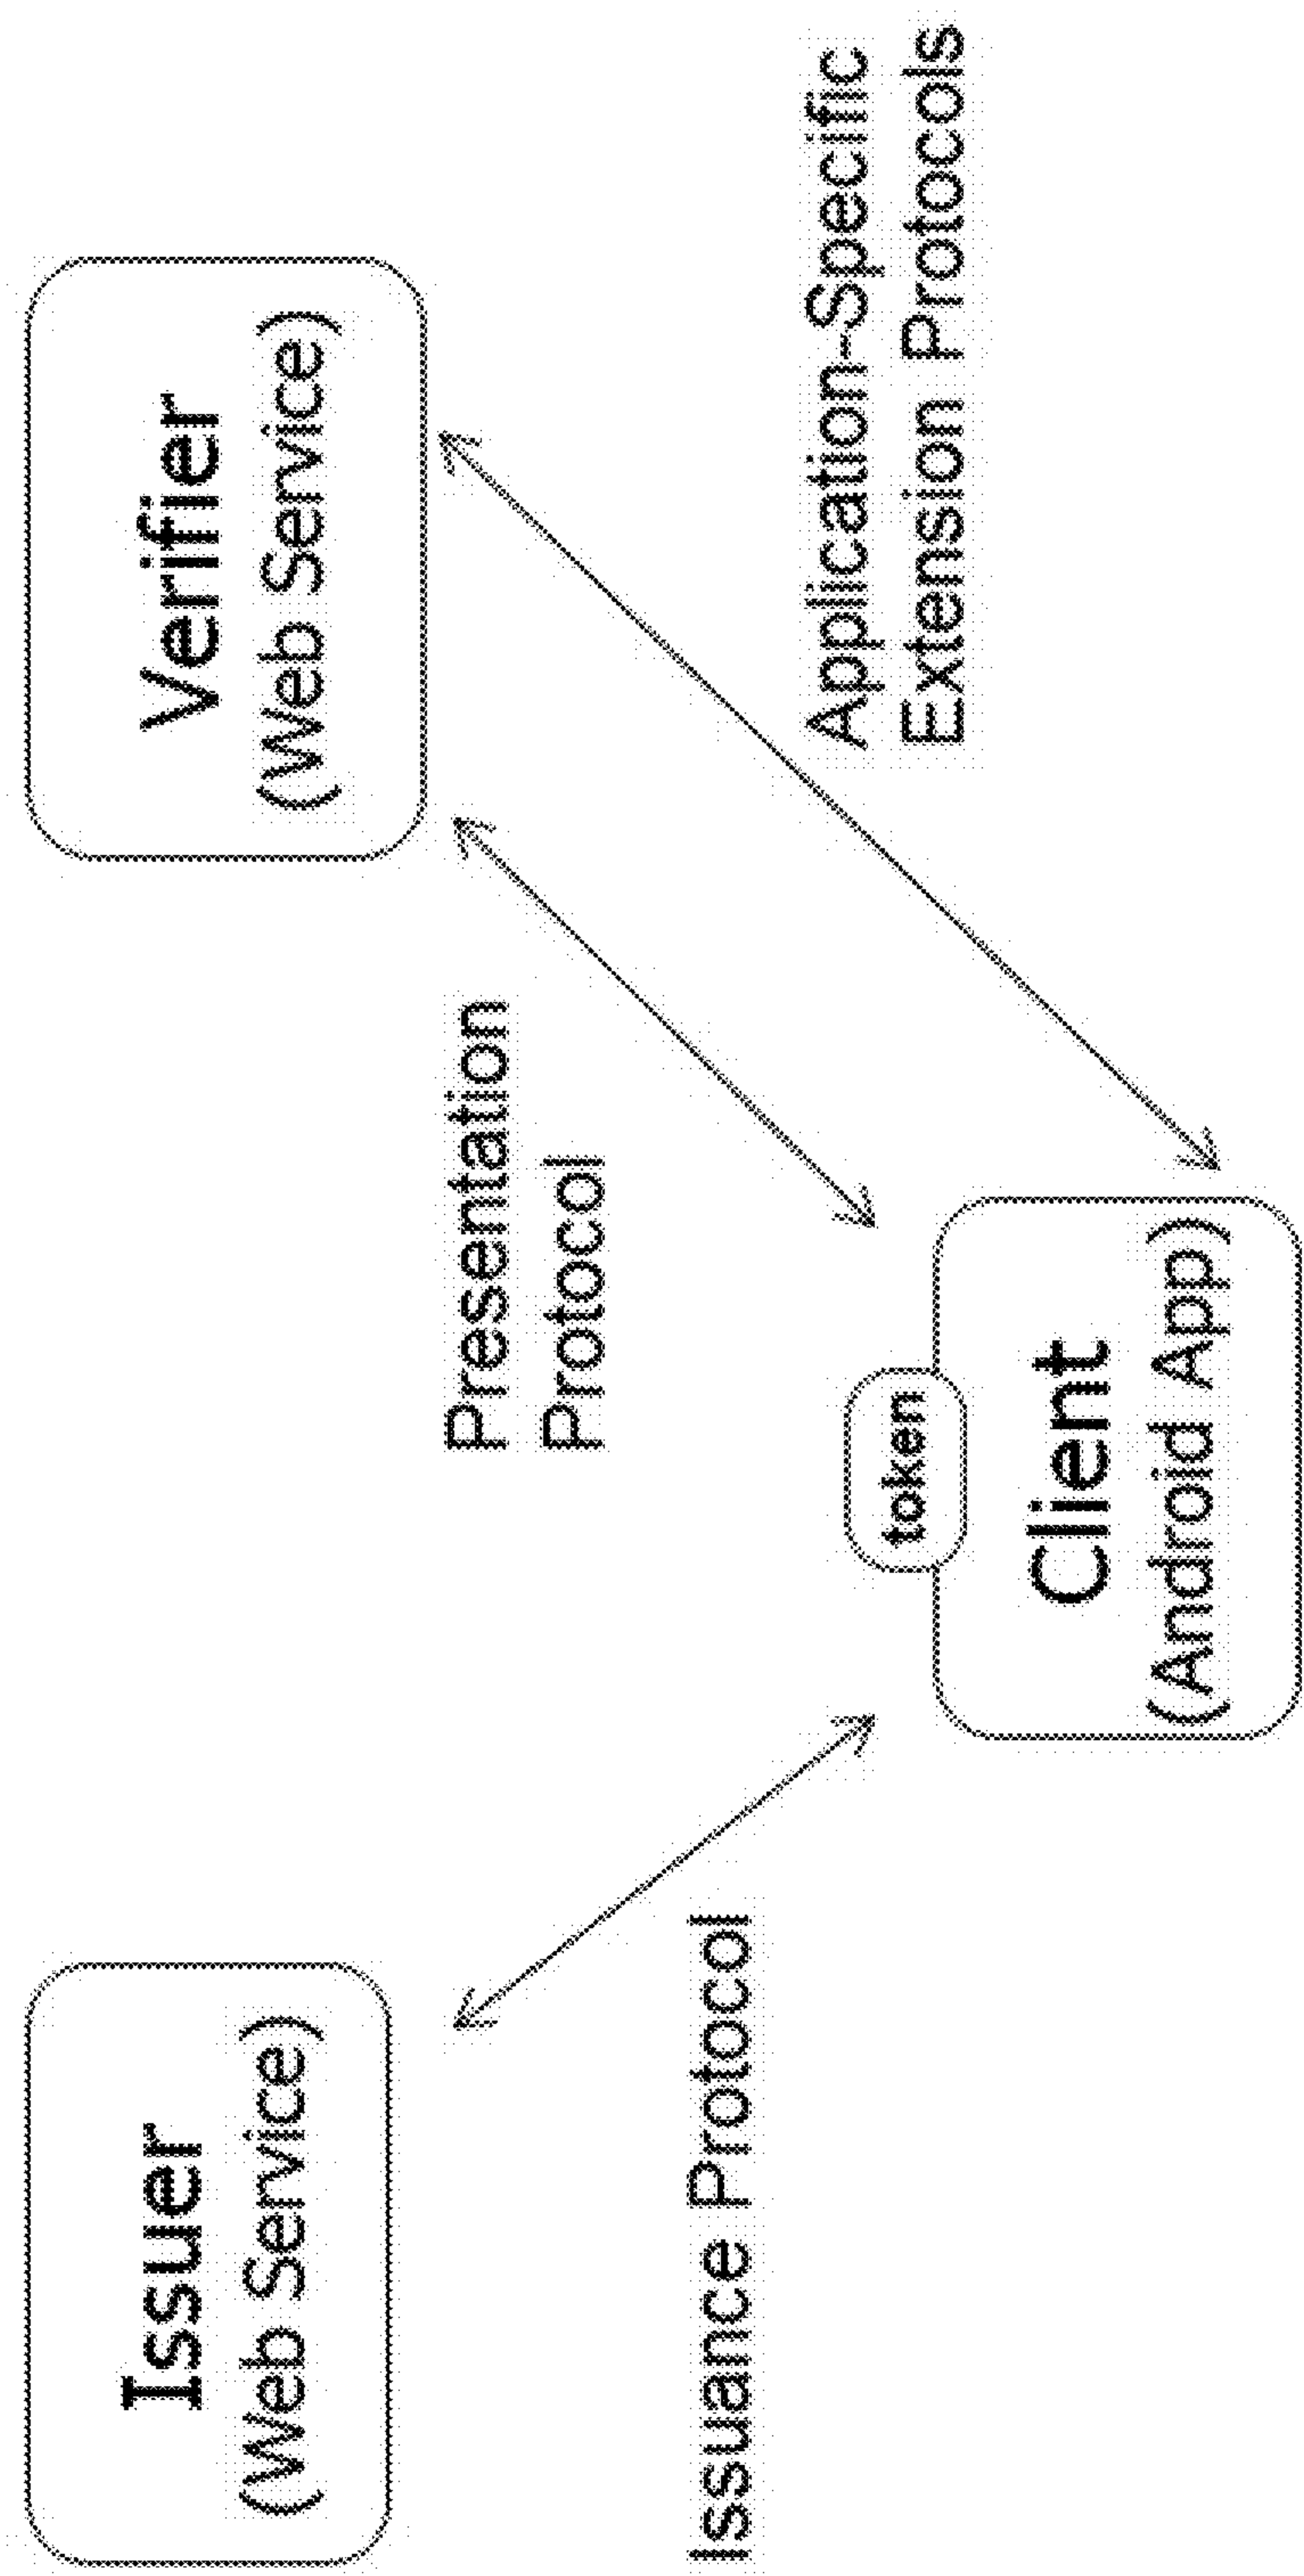 Issuer
(Web Service)
Verifier
(Web Service)
Issuance Protocol
Presentation
Protocol
Application-Specific
Extension Protocols
token
Client
(Android App)